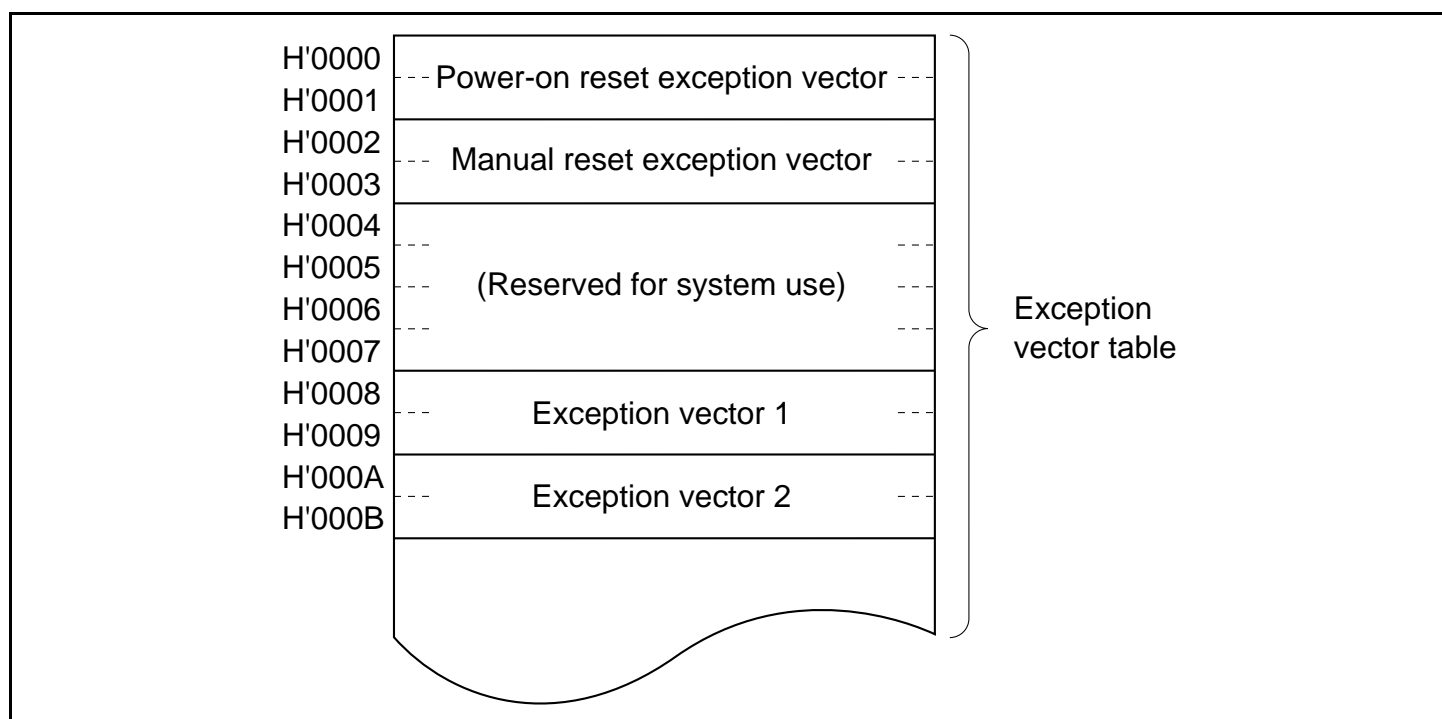 H'0000
H'0001
Power-on reset exception vector
H'0002
H'0003
Manual reset exception vector
H'0004
H'0005
H'0006
H'0007
(Reserved for system use)
H'0008
H'0009
Exception vector 1
H'000A
H'000B
Exception vector 2
Exception
vector table